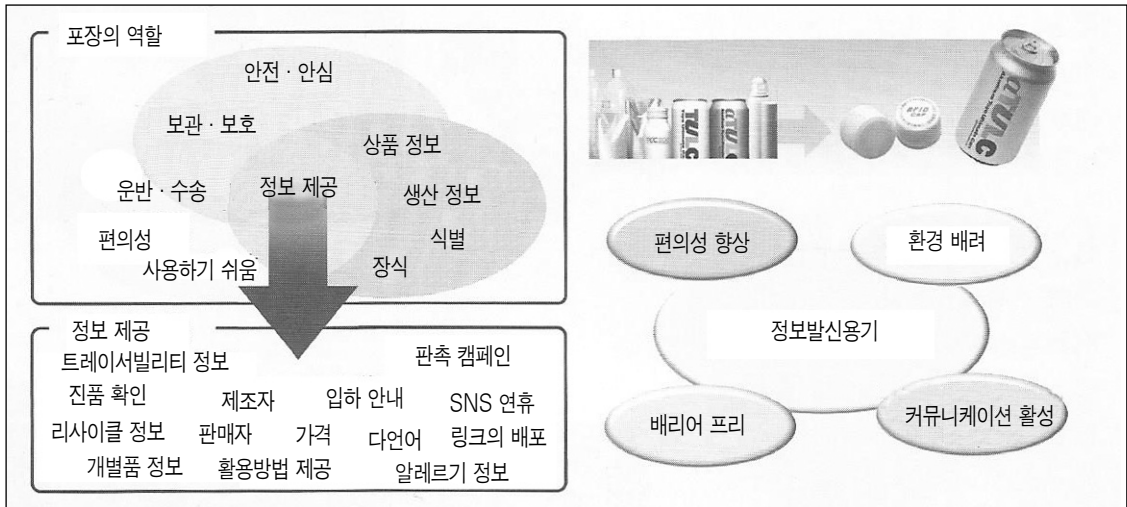 포장의 역할
안전 · 안심
보관 · 보호
상품 정보
운반 · 수송
정보 제공
생산 정보
편의성
식별
사용하기 쉬움
장식
정보 제공
트레이서빌리티 정보
판촉 캠페인
진품 확인
제조자
입하 안내
SNS 연휴
리사이클 정보
판매자
가격
다언어
링크의 배포
개별품 정보
활용방법 제공
알레르기 정보
TULC
αTULC
αTULC
편의성 향상
환경 배려
정보발신용기
배리어 프리
커뮤니케이션 활성